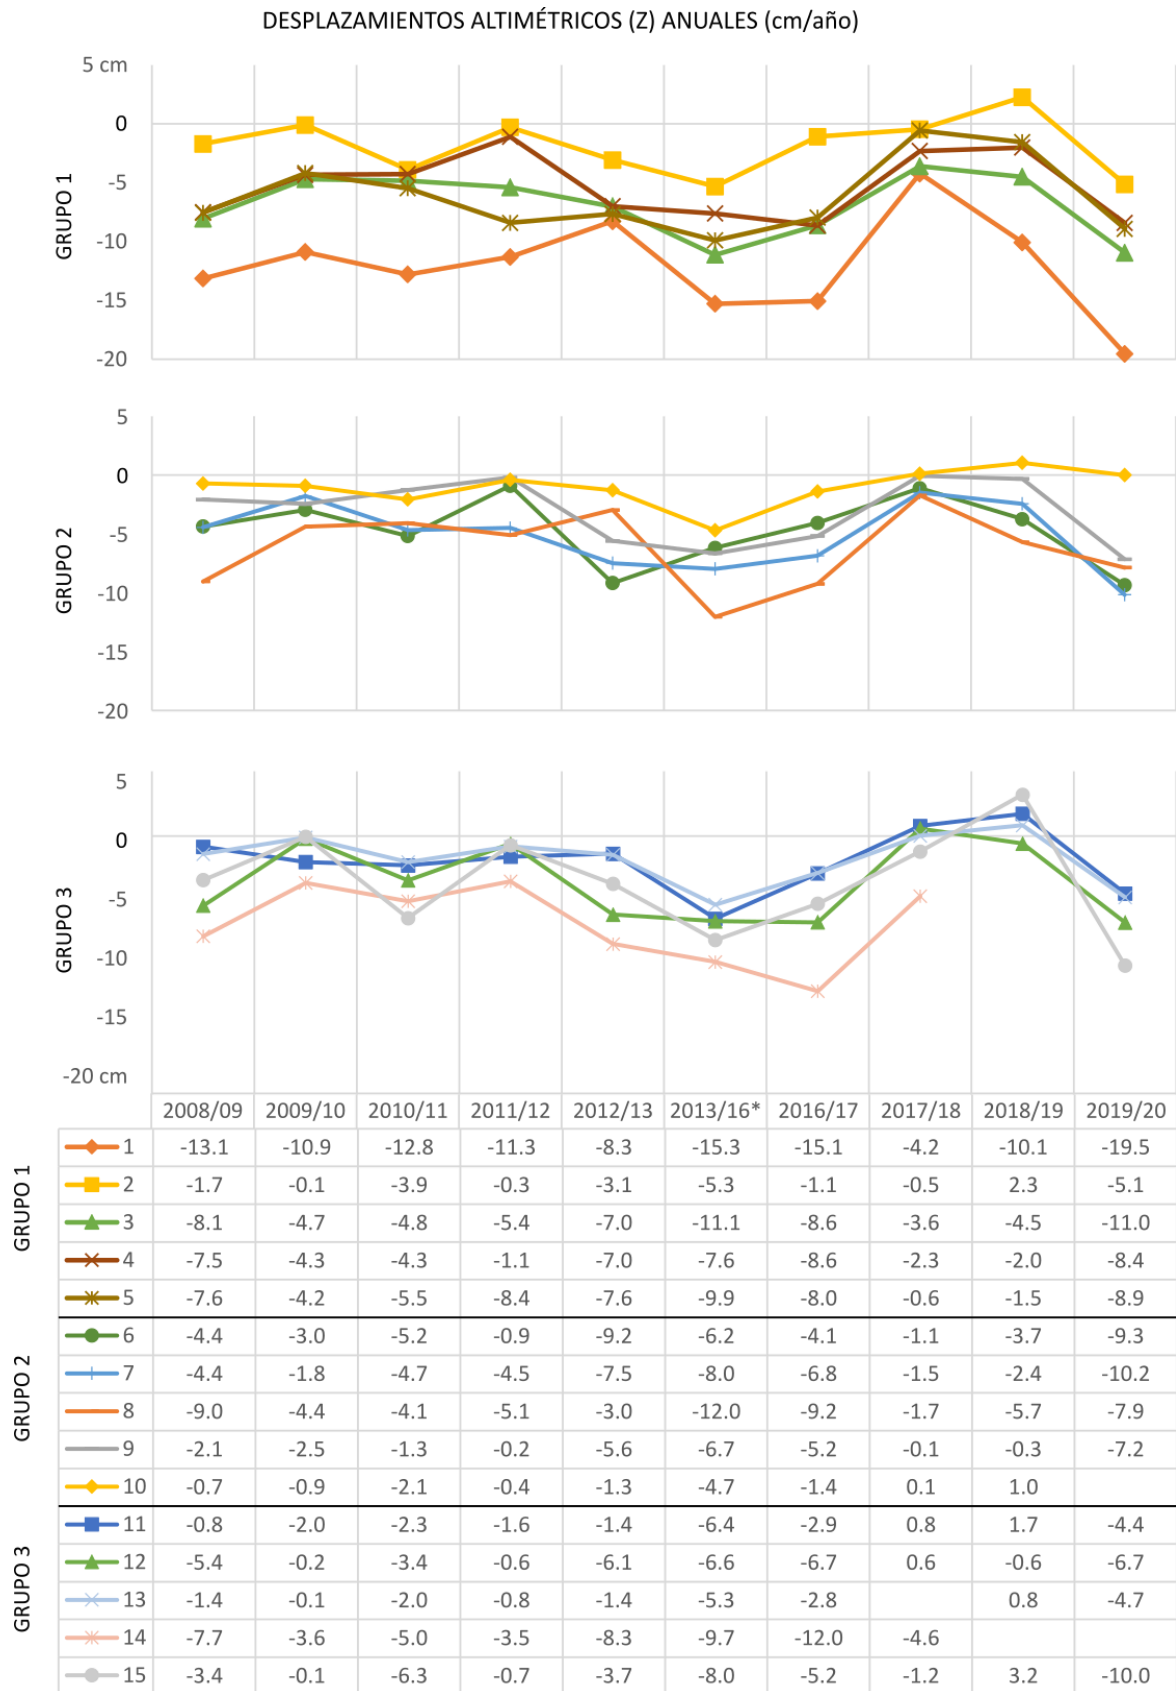 DESPLAZAMIENTOS ALTIMÉTRICOS (Z) ANUALES (cm/año)
GRUPO 1
5 cm
0
-5
-10
-15
-20
GRUPO 2
5
0
-5
-10
-15
-20
GRUPO 3
5
0
-5
-10
-15
-20 cm
2008/09 2009/10 2010/11 2011/12 2012/13 2013/16* 2016/17 2017/18 2018/19 2019/20
GRUPO 1
1 -13.1 -10.9 -12.8 -11.3 -8.3 -15.3 -15.1 -4.2 -10.1 -19.5
2 -1.7 -0.1 -3.9 -0.3 -3.1 -5.3 -1.1 -0.5 2.3 -5.1
3 -8.1 -4.7 -4.8 -5.4 -7.0 -11.1 -8.6 -3.6 -4.5 -11.0
4 -7.5 -4.3 -4.3 -1.1 -7.0 -7.6 -8.6 -2.3 -2.0 -8.4
5 -7.6 -4.2 -5.5 -8.4 -7.6 -9.9 -8.0 -0.6 -1.5 -8.9
GRUPO 2
6 -4.4 -3.0 -5.2 -0.9 -9.2 -6.2 -4.1 -1.1 -3.7 -9.3
7 -4.4 -1.8 -4.7 -4.5 -7.5 -8.0 -6.8 -1.5 -2.4 -10.2
8 -9.0 -4.4 -4.1 -5.1 -3.0 -12.0 -9.2 -1.7 -5.7 -7.9
9 -2.1 -2.5 -1.3 -0.2 -5.6 -6.7 -5.2 -0.1 -0.3 -7.2
10 -0.7 -0.9 -2.1 -0.4 -1.3 -4.7 -1.4 0.1 1.0
GRUPO 3
11 -0.8 -2.0 -2.3 -1.6 -1.4 -6.4 -2.9 0.8 1.7 -4.4
12 -5.4 -0.2 -3.4 -0.6 -6.1 -6.6 -6.7 0.6 -0.6 -6.7
13 -1.4 -0.1 -2.0 -0.8 -1.4 -5.3 -2.8 0.8 -4.7
14 -7.7 -3.6 -5.0 -3.5 -8.3 -9.7 -12.0 -4.6
15 -3.4 -0.1 -6.3 -0.7 -3.7 -8.0 -5.2 -1.2 3.2 -10.0